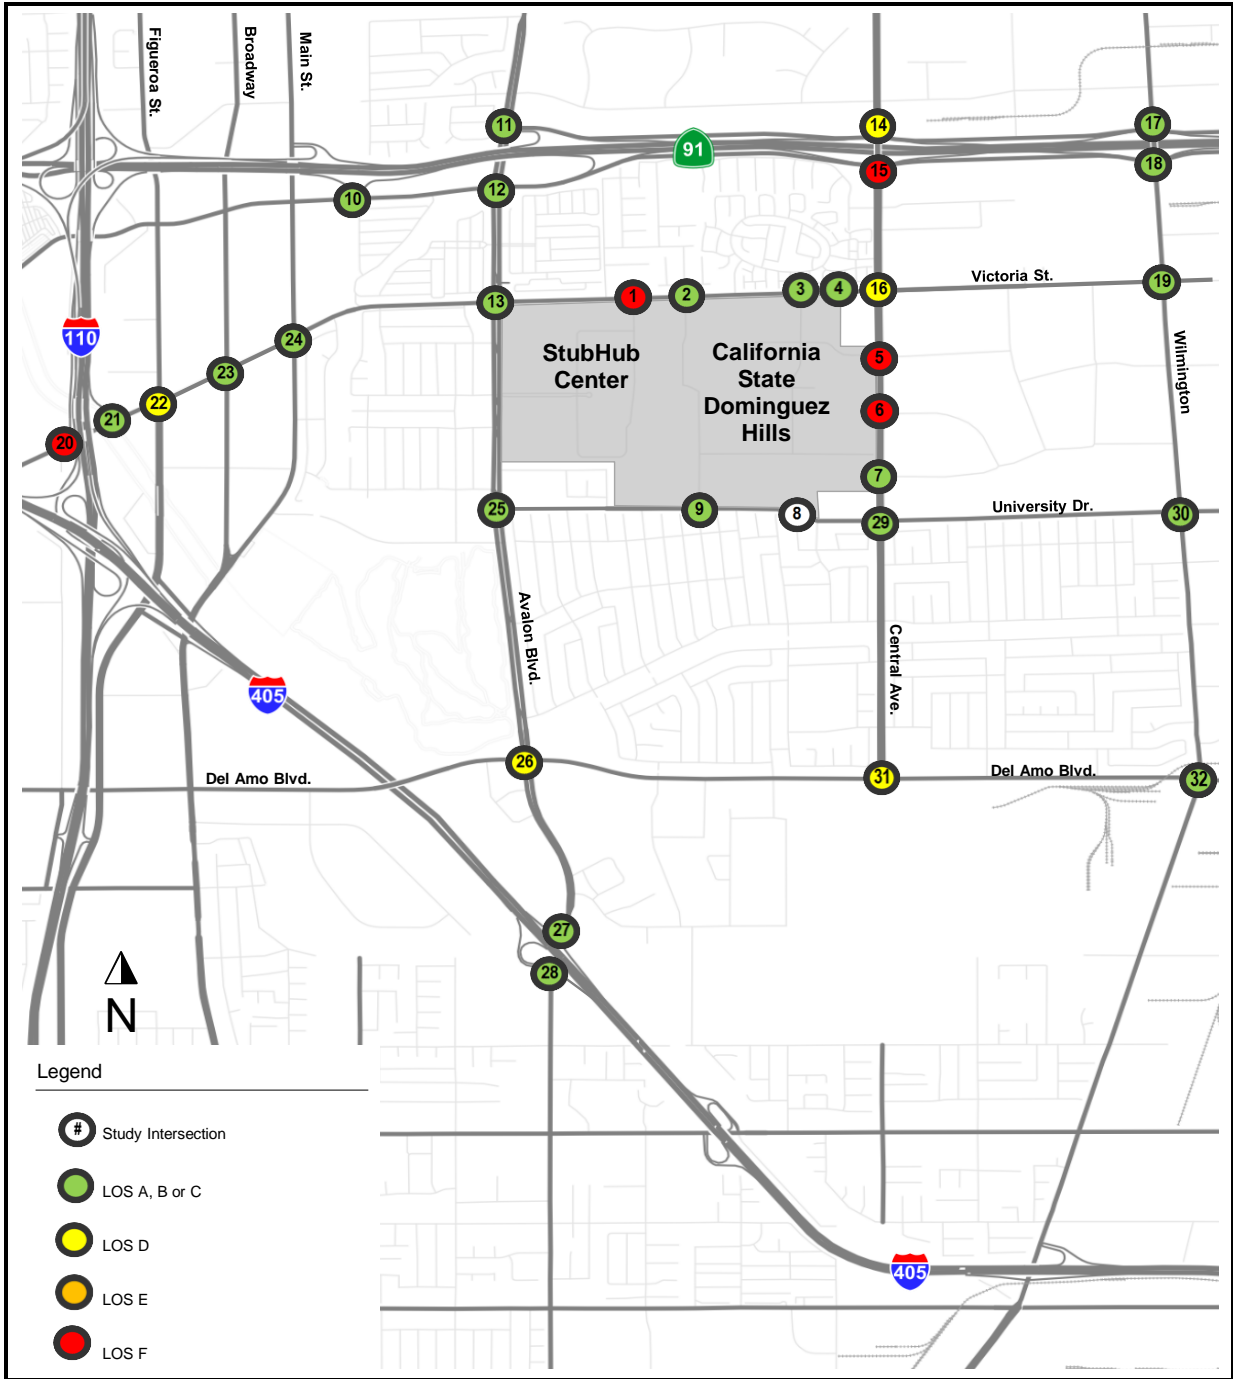 Figueroa St.
Broadway
Main St.
11
14
17
91
15
18
12
10
Victoria St.
19
13
1
2
3
4
16
110
24
StubHub
Center
California
State
Dominguez
Hills
5
Wilmington
23
22
21
20
6
7
25
9
8
University Dr.
29
30
Avalon Blvd.
Central Ave.
405
26
Del Amo Blvd.
31
Del Amo Blvd.
32
27
28
N
Legend
# Study Intersection
LOS A, B or C
LOS D
LOS E
LOS F
405